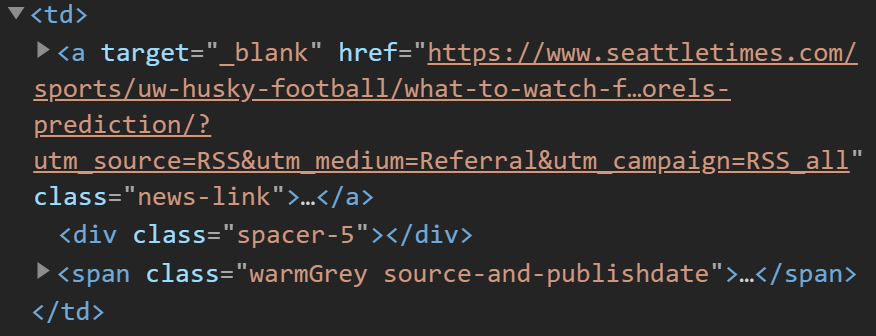 <td>
<a target="_blank" href="https://www.seattletimes.com/
sports/uw-husky-football/what-to-watch-f…orels-
prediction/?
utm_source=RSS&utm_medium=Referral&utm_campaign=RSS_all"
class="news-link">…</a>
<div class="spacer-5"></div>
<span class="warmGrey source-and-publishdate">…</span>
</td>